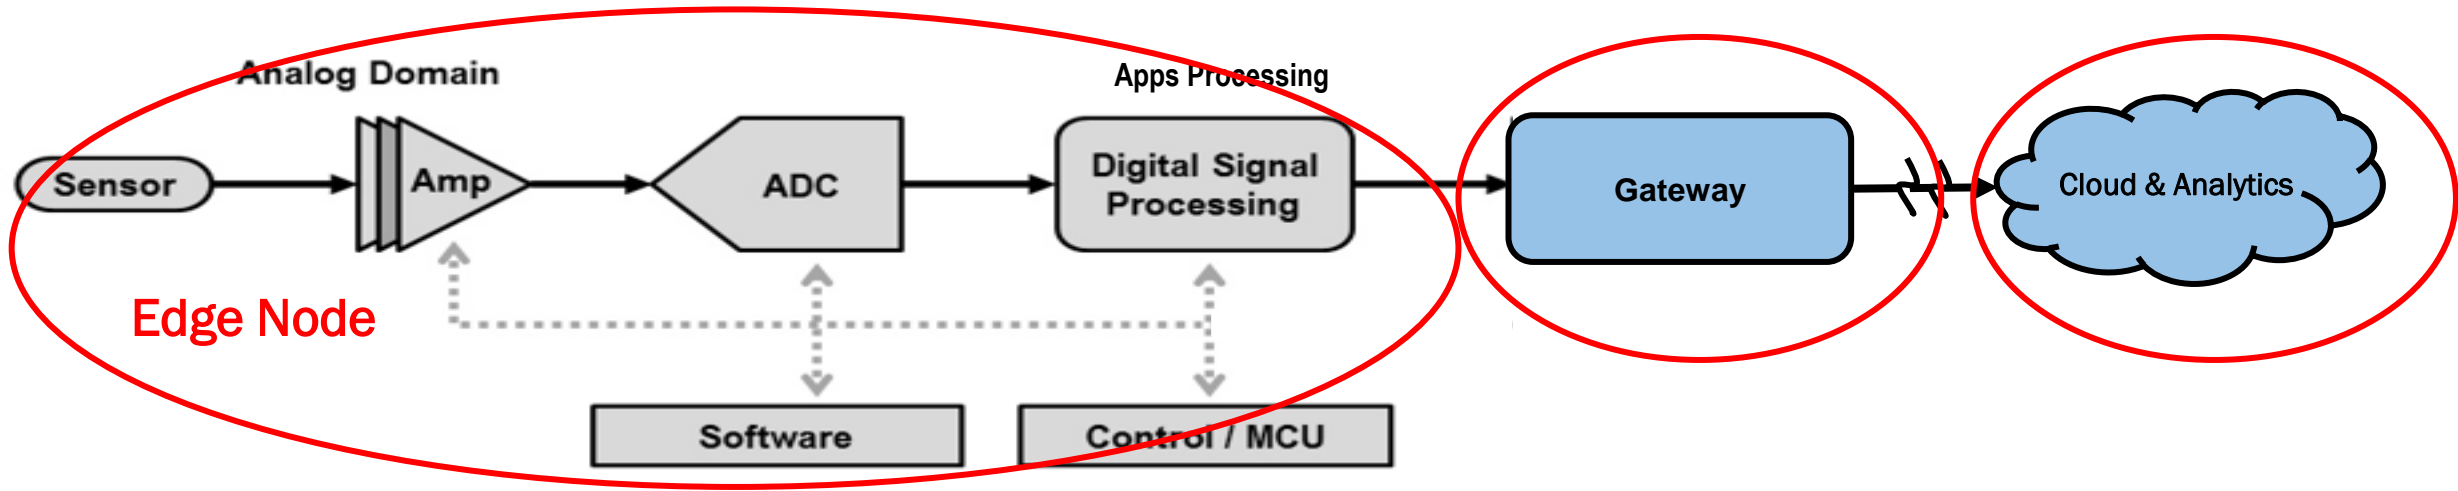 Analog Domain
Apps Processing
Sensor
Amp
ADC
Digital Signal
Processing
Gateway
Cloud & Analytics
Edge Node
Software
Control / MCU